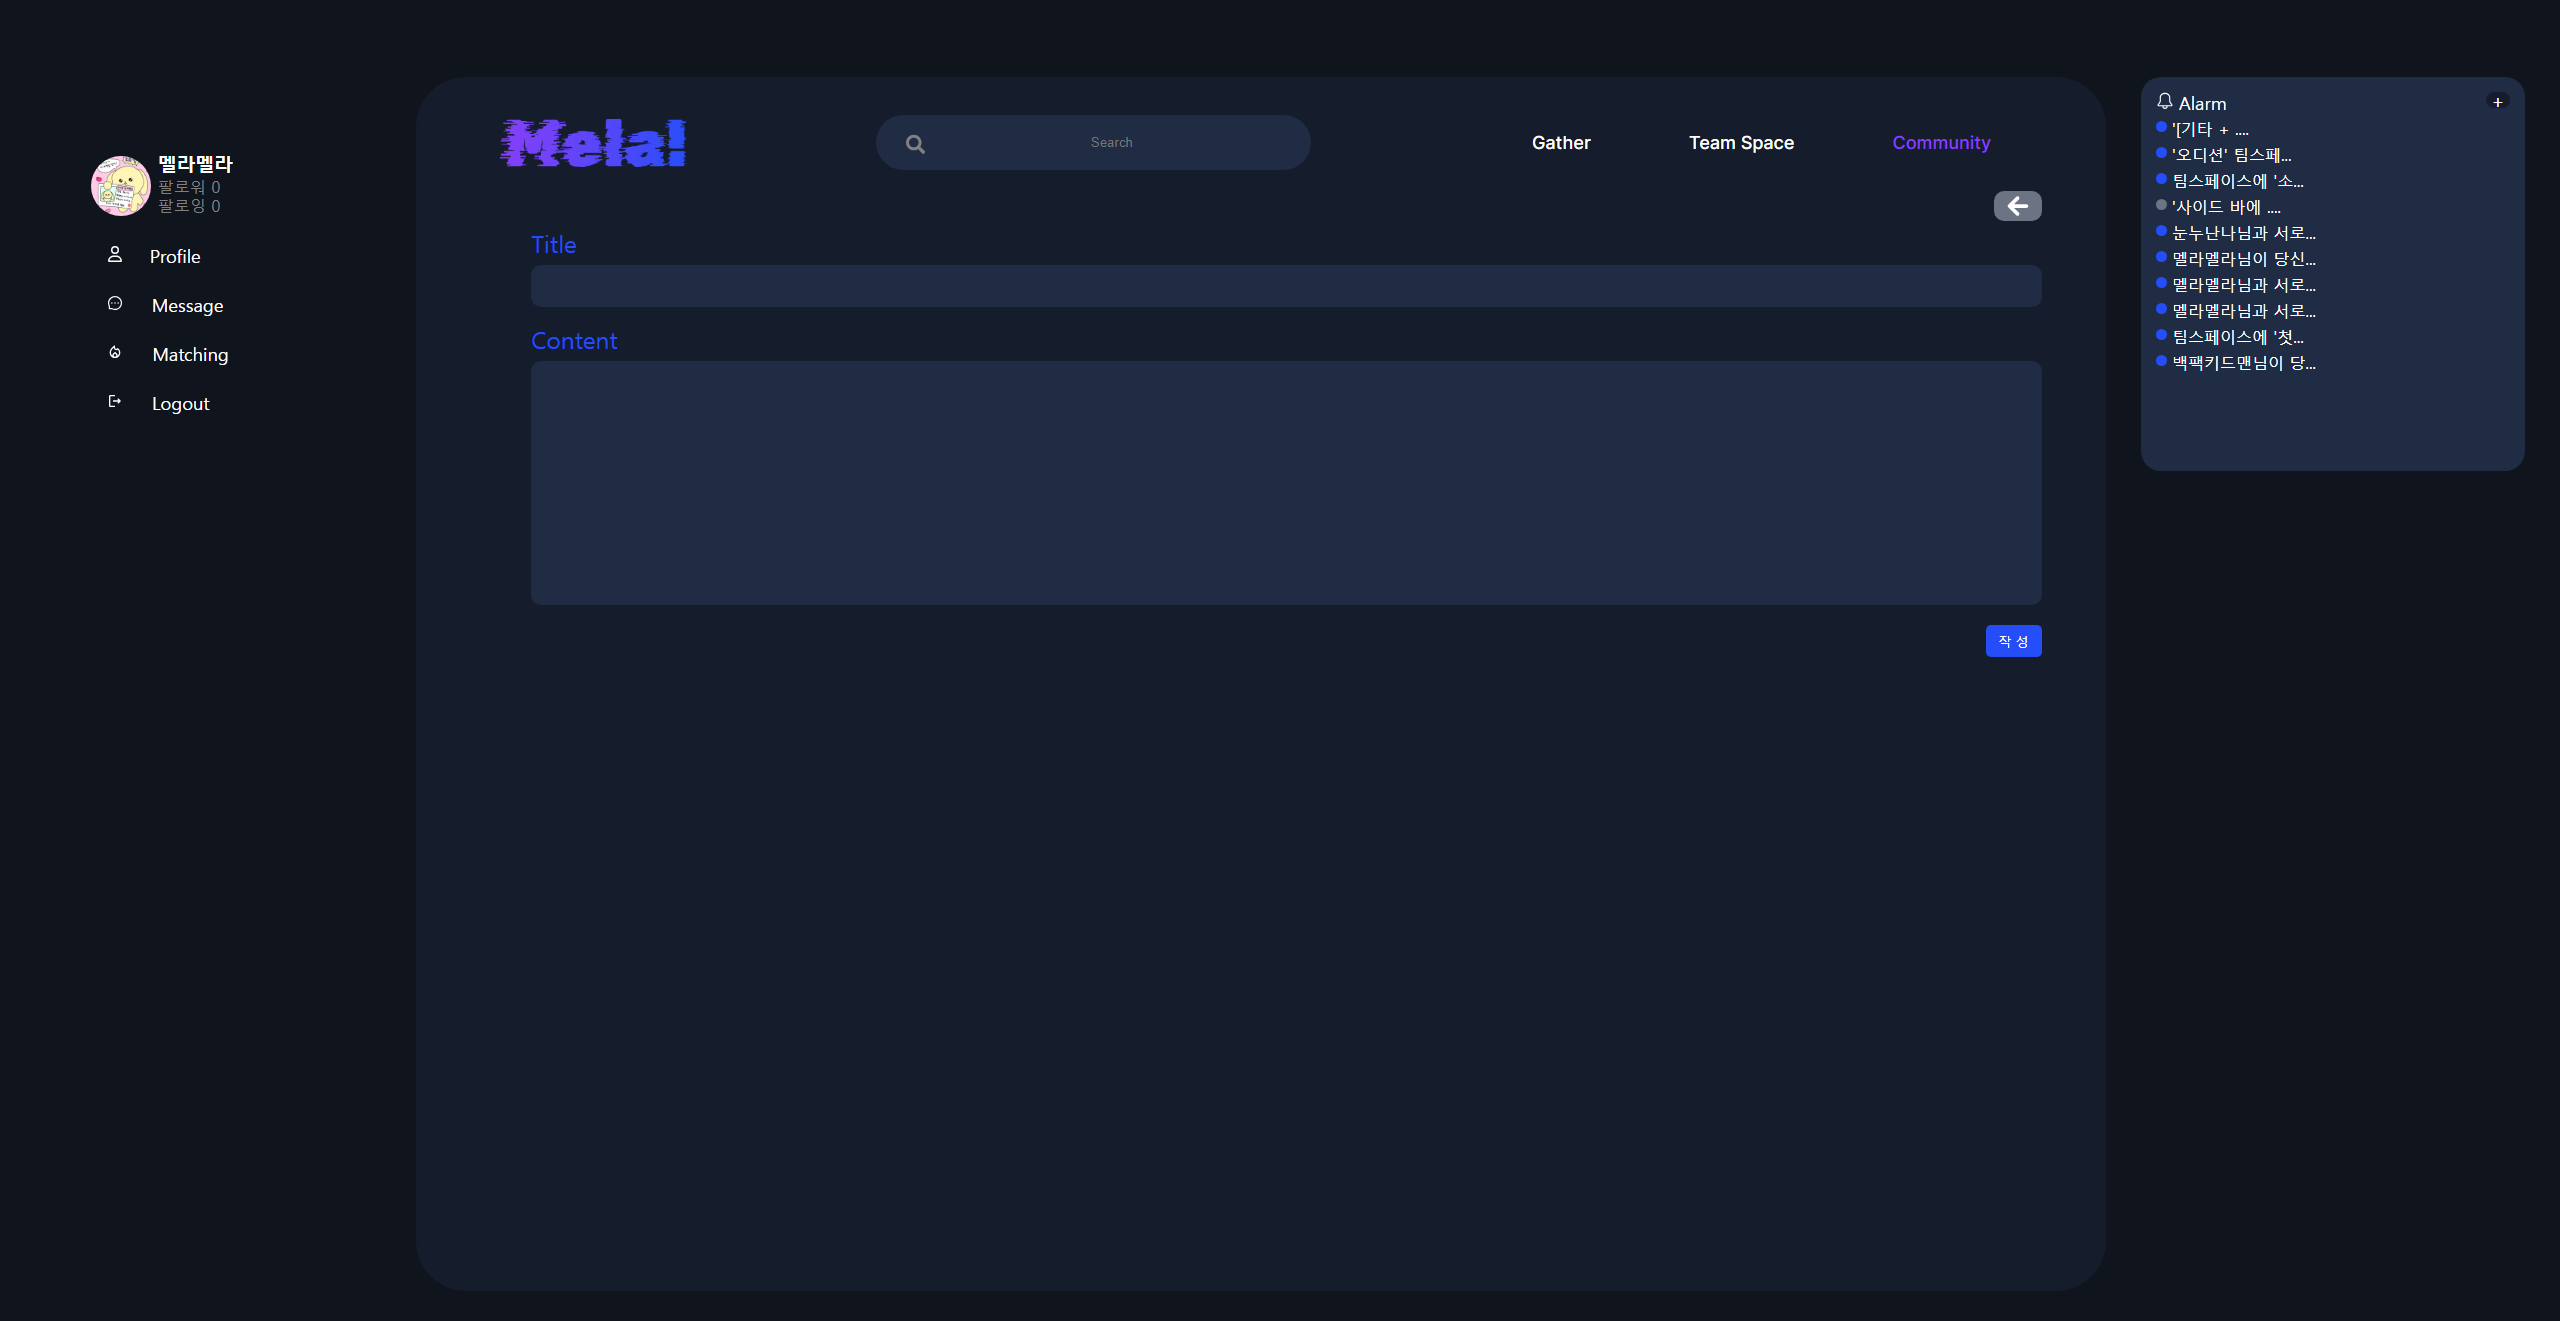 멜라멜라
팔로워 0
팔로잉 0
Profile
Message
Matching
Logout
Mela!
Search
Gather
Team Space
Community
Title
Content
작 성
Alarm
+
'[기타 + ....
'오디션' 팀스페...
팀스페이스에 '소...
'사이드 바에 ....
눈누난나님과 서로...
멜라멜라님이 당신...
멜라멜라님과 서로...
멜라멜라님과 서로...
팀스페이스에 '첫...
백팩키드맨님이 당...